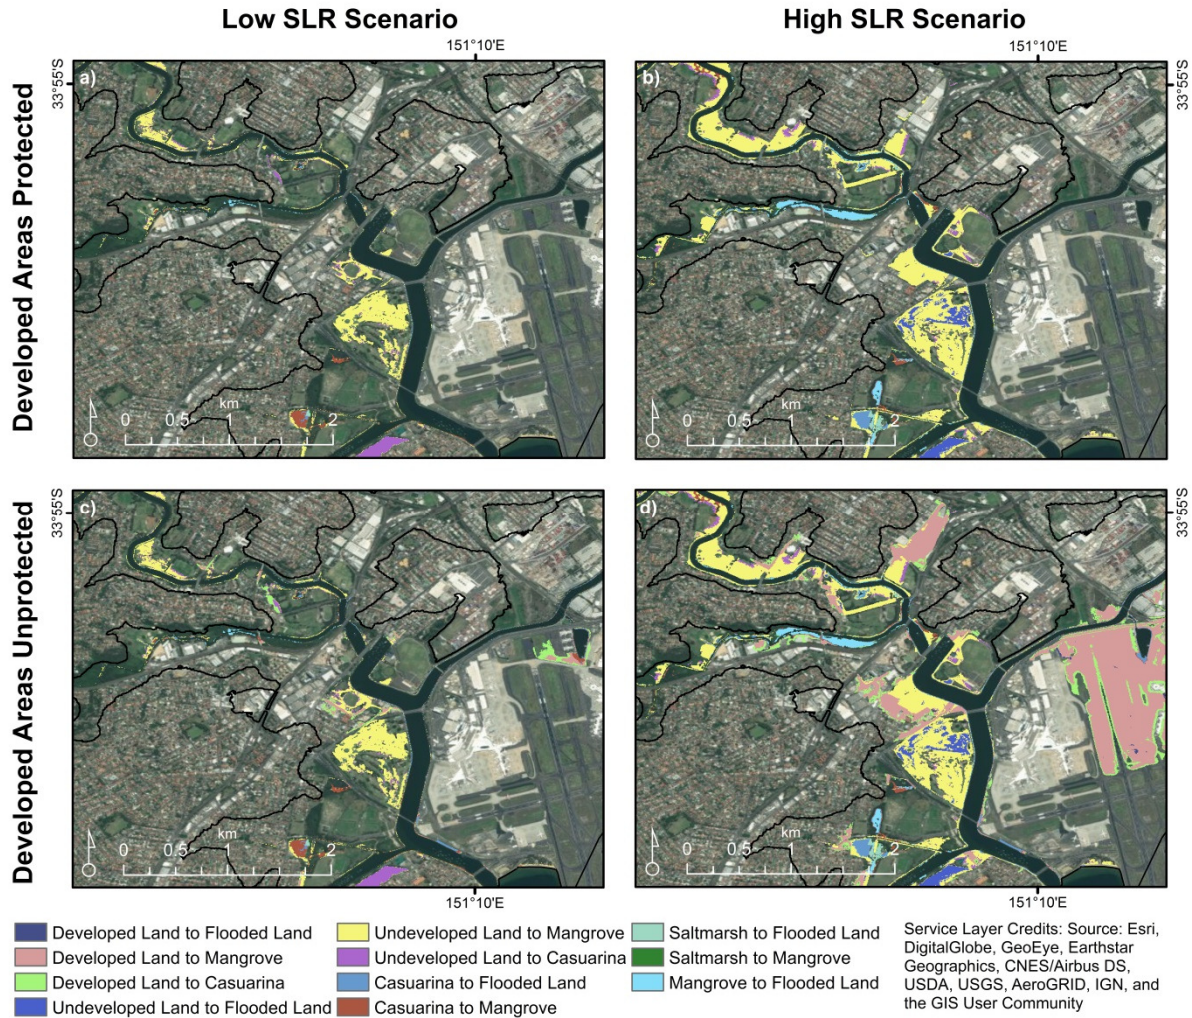 Low SLR Scenario
High SLR Scenario
151°10'E
151°10'E
33°55'S
33°55'S
Developed Areas Protected
a)
b)
km
0 0.5 1 2
km
0 0.5 1 2
33°55'S
33°55'S
Developed Areas Unprotected
c)
d)
km
0 0.5 1 2
km
0 0.5 1 2
151°10'E
151°10'E
Developed Land to Flooded Land
Developed Land to Mangrove
Developed Land to Casuarina
Undeveloped Land to Flooded Land
Undeveloped Land to Mangrove
Undeveloped Land to Casuarina
Casuarina to Flooded Land
Casuarina to Mangrove
Saltmarsh to Flooded Land
Saltmarsh to Mangrove
Mangrove to Flooded Land
Service Layer Credits: Source: Esri,
DigitalGlobe, GeoEye, Earthstar
Geographics, CNES/Airbus DS,
USDA, USGS, AeroGRID, IGN, and
the GIS User Community